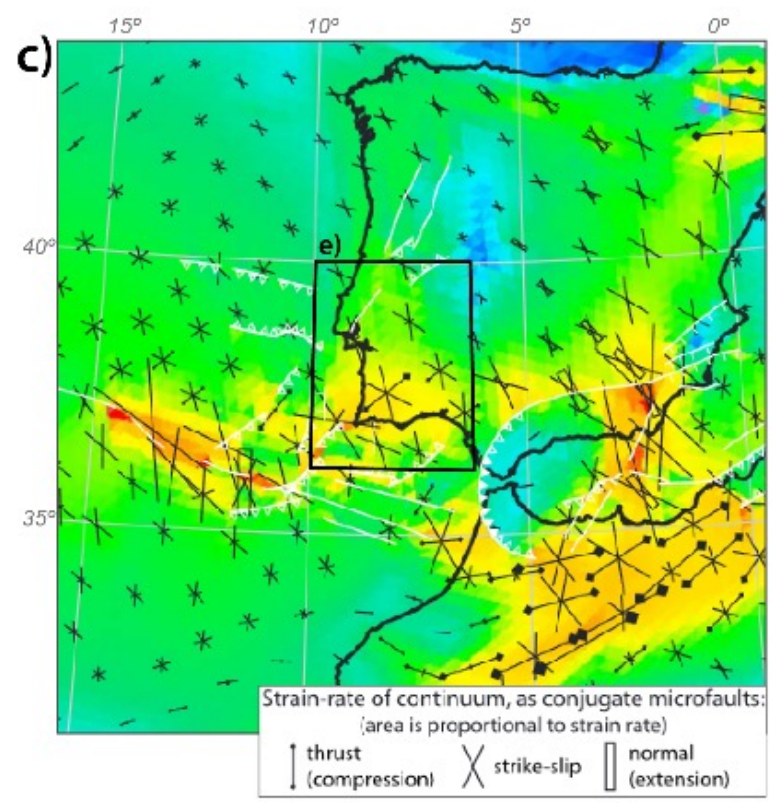 15° 10° 5° 0°
c)
40°
e)
35°
Strain-rate of continuum, as conjugate microfaults:
(area is proportional to strain rate)
thrust
(compression)
strike-slip
normal
(extension)